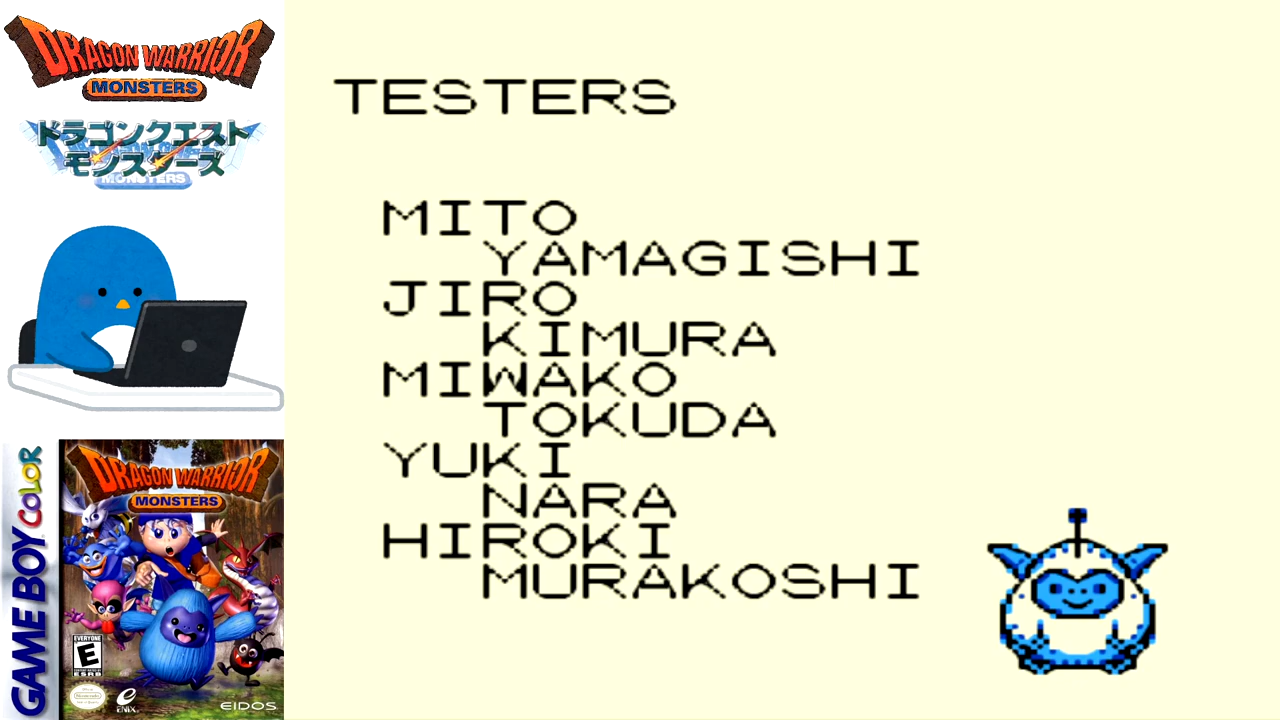 DRAGON WARRIOR
MONSTERS
ドラゴンクエスト
モンスターズ
MONSTERS
GAME BOY COLOR
DRAGON WARRIOR
MONSTERS
EVERYONE
E
ESRB
Nintendo
ENIX
EIDOS
TESTERS
MITO
YAMAGISHI
JIRO
KIMURA
MIWAKO
TOKUDA
YUKI
NARA
HIROKI
MURAKOSHI